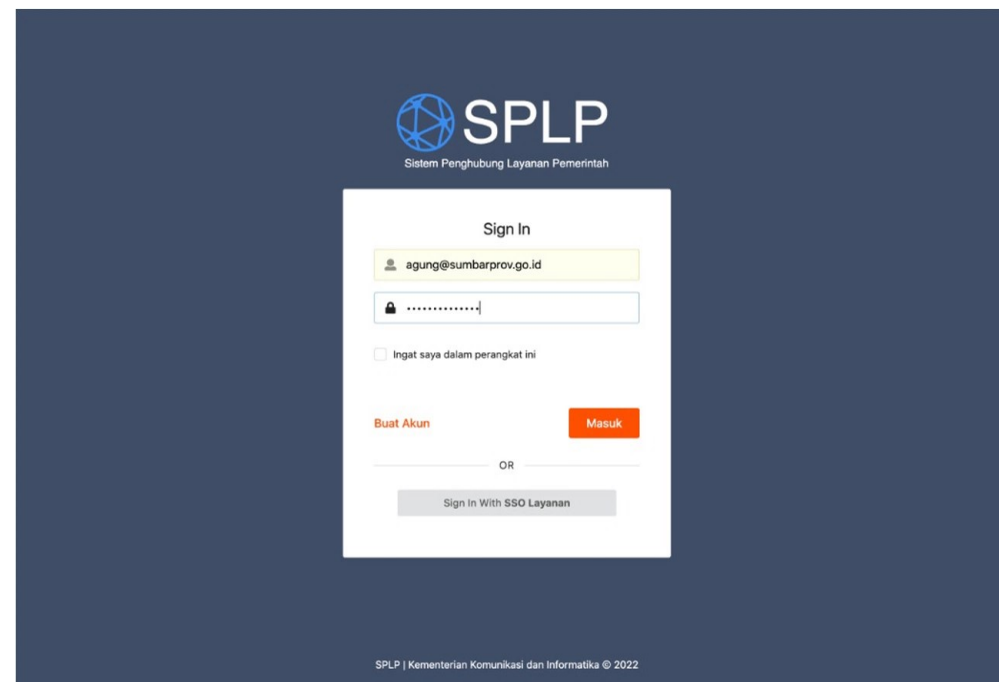 SPLP
Sistem Penghubung Layanan Pemerintah
Sign In
agung@sumbarprov.go.id
··············
Ingat saya dalam perangkat ini
Buat Akun
Masuk
OR
Sign In With SSO Layanan
SPLP | Kementerian Komunikasi dan Informatika © 2022